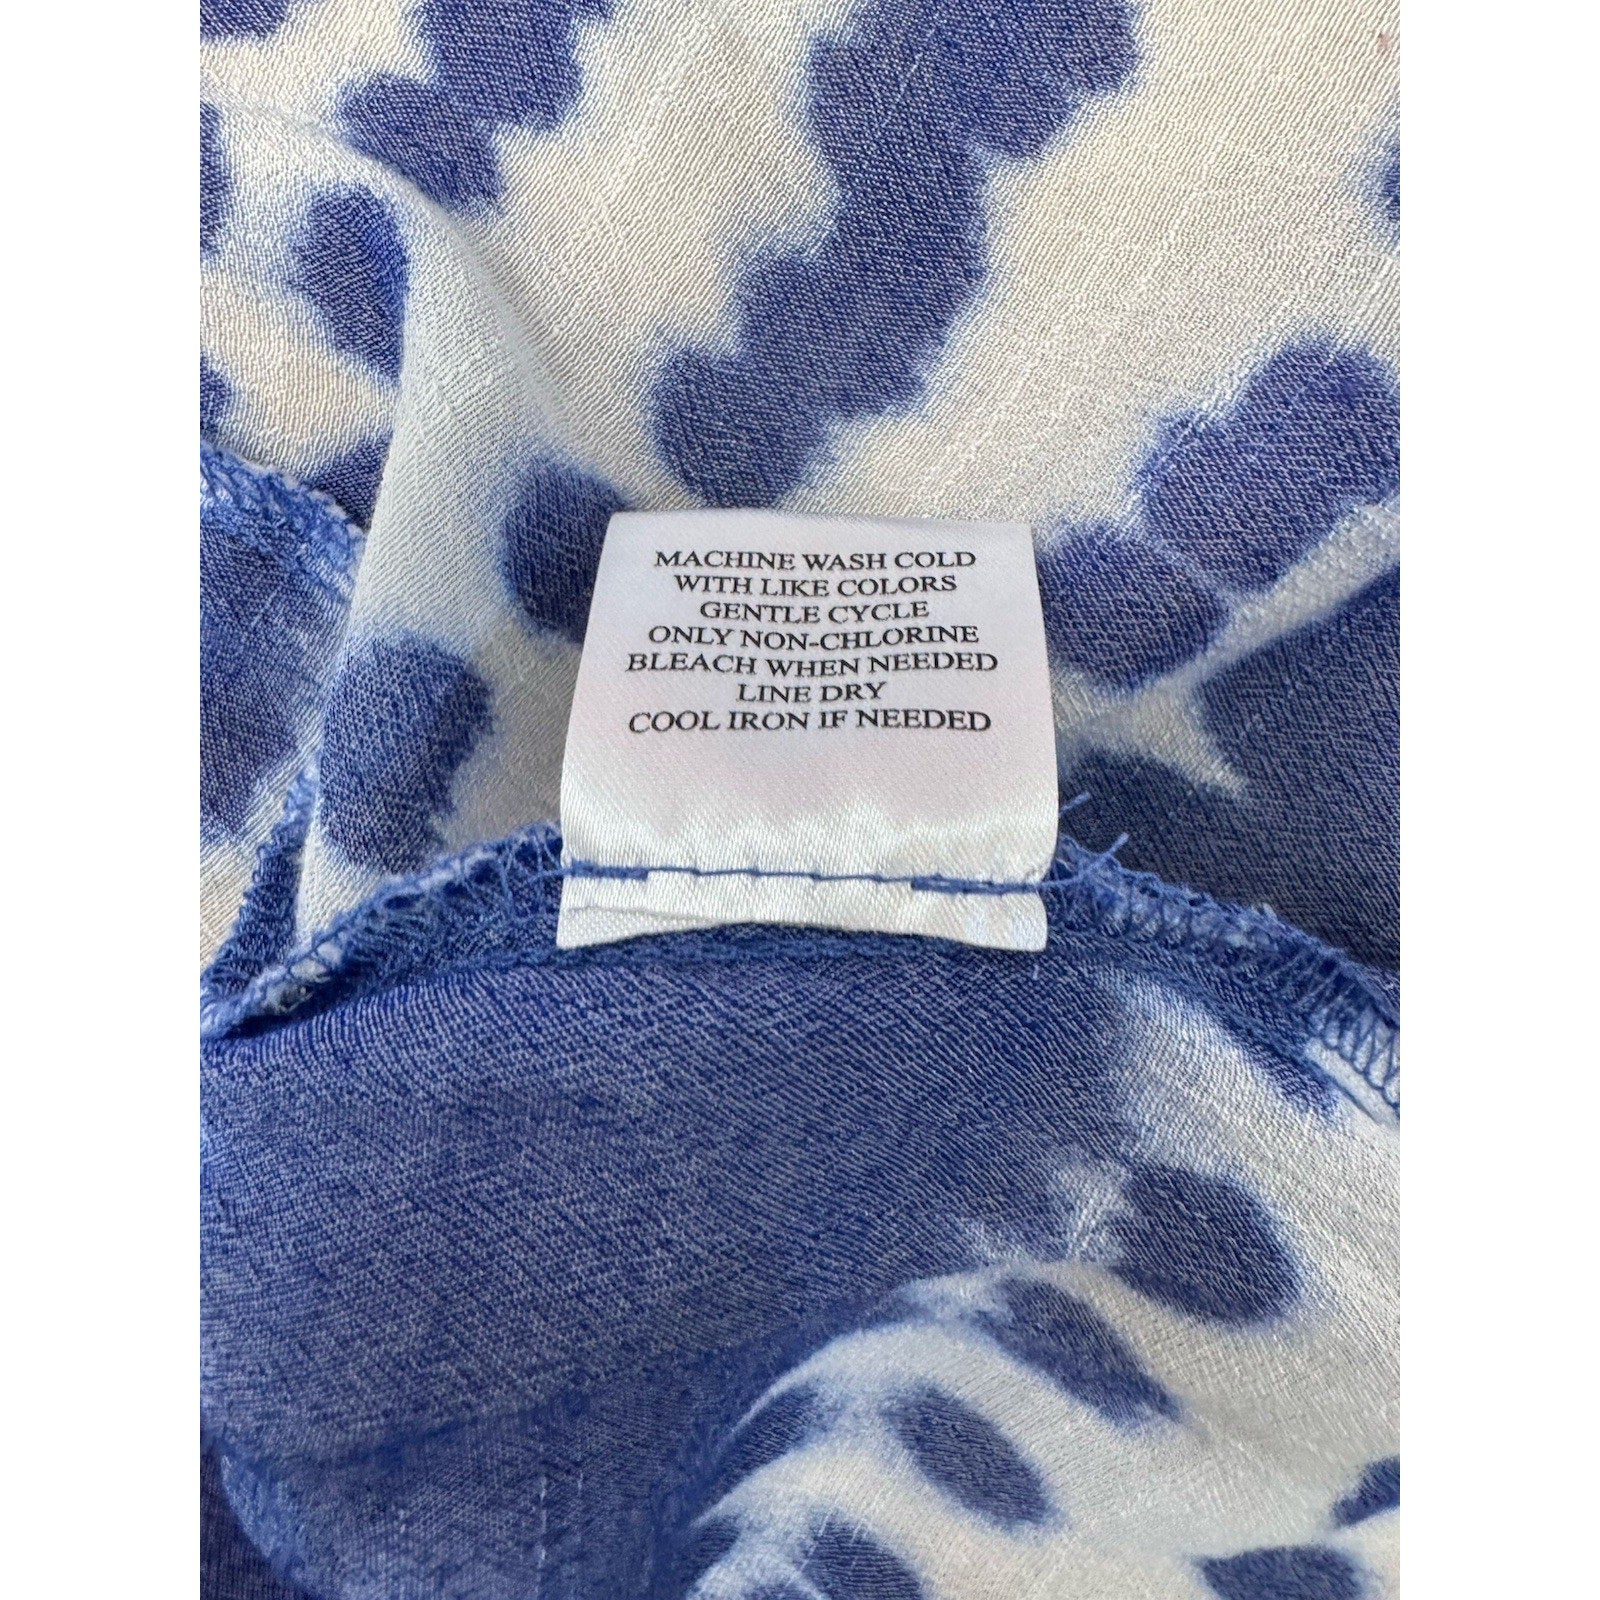 MACHINE WASH COLD
WITH LIKE COLORS
GENTLE CYCLE
ONLY NON-CHLORINE
BLEACH WHEN NEEDED
LINE DRY
COOL IRON IF NEEDED